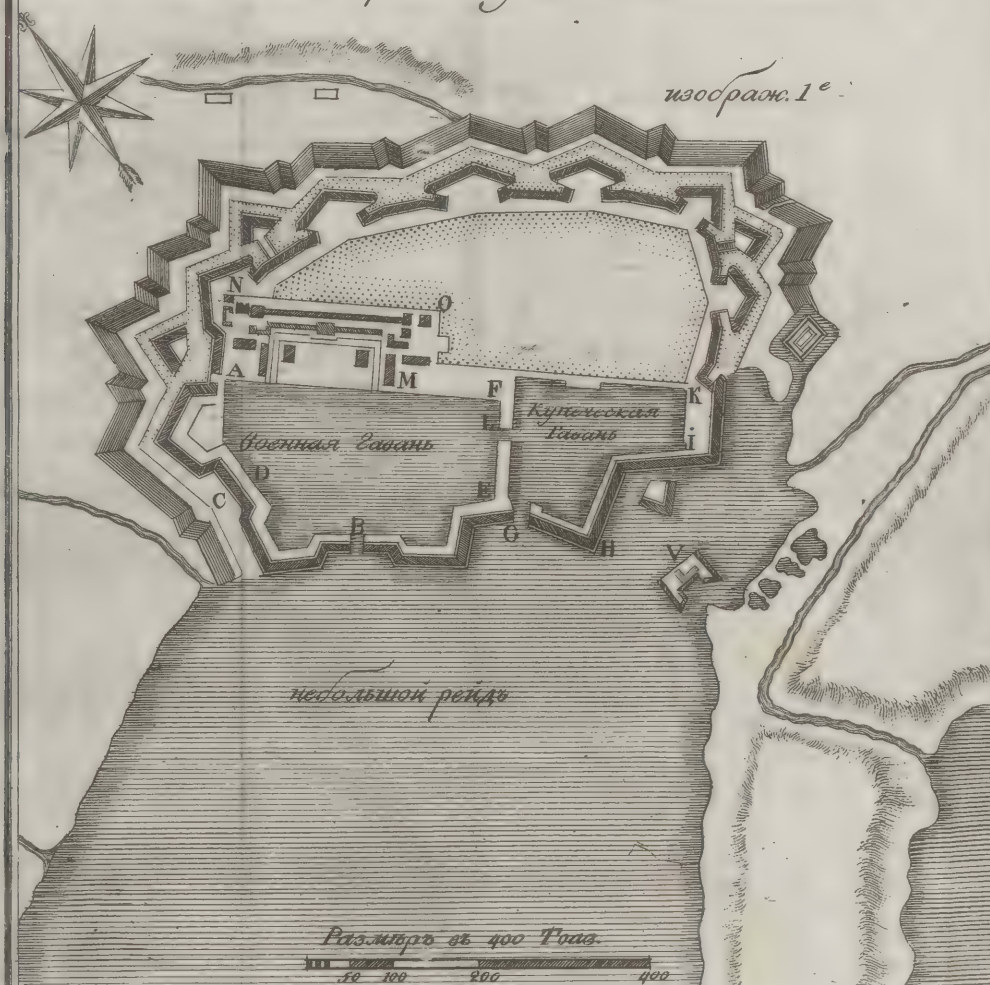 изображ. 1е
N
O
A
M
F
K
L
Купеческая
Гавань
Военная Гавань
I
D
E
C
B
G
H
V
небольшой рейдъ
Размѣръ въ 400 Тоаз.
50 100 200 400